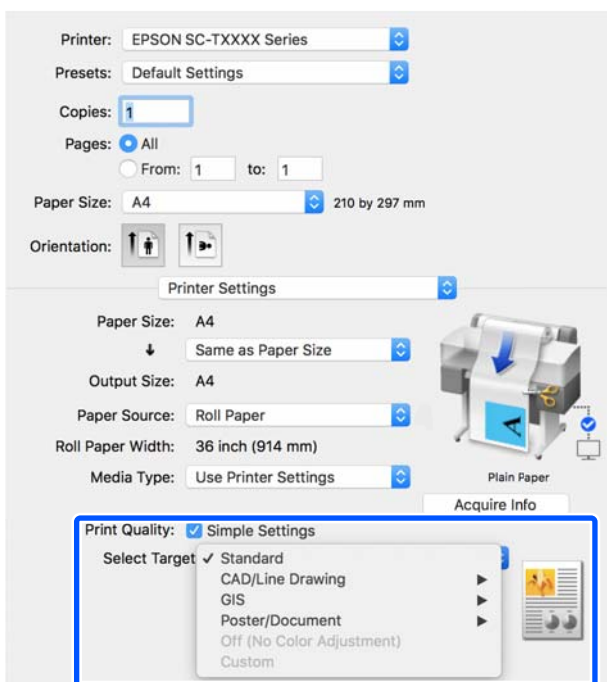 Printer: EPSON SC-TXXXX Series
Presets: Default Settings
Copies: 1
Pages: All
From: 1 to: 1
Paper Size: A4 210 by 297 mm
Orientation:
Printer Settings
Paper Size: A4
Same as Paper Size
Output Size: A4
Paper Source: Roll Paper
Roll Paper Width: 36 inch (914 mm)
Media Type: Use Printer Settings
Plain Paper
Acquire Info
Print Quality: Simple Settings
Select Target ✓ Standard
CAD/Line Drawing
GIS
Poster/Document
Off (No Color Adjustment)
Custom